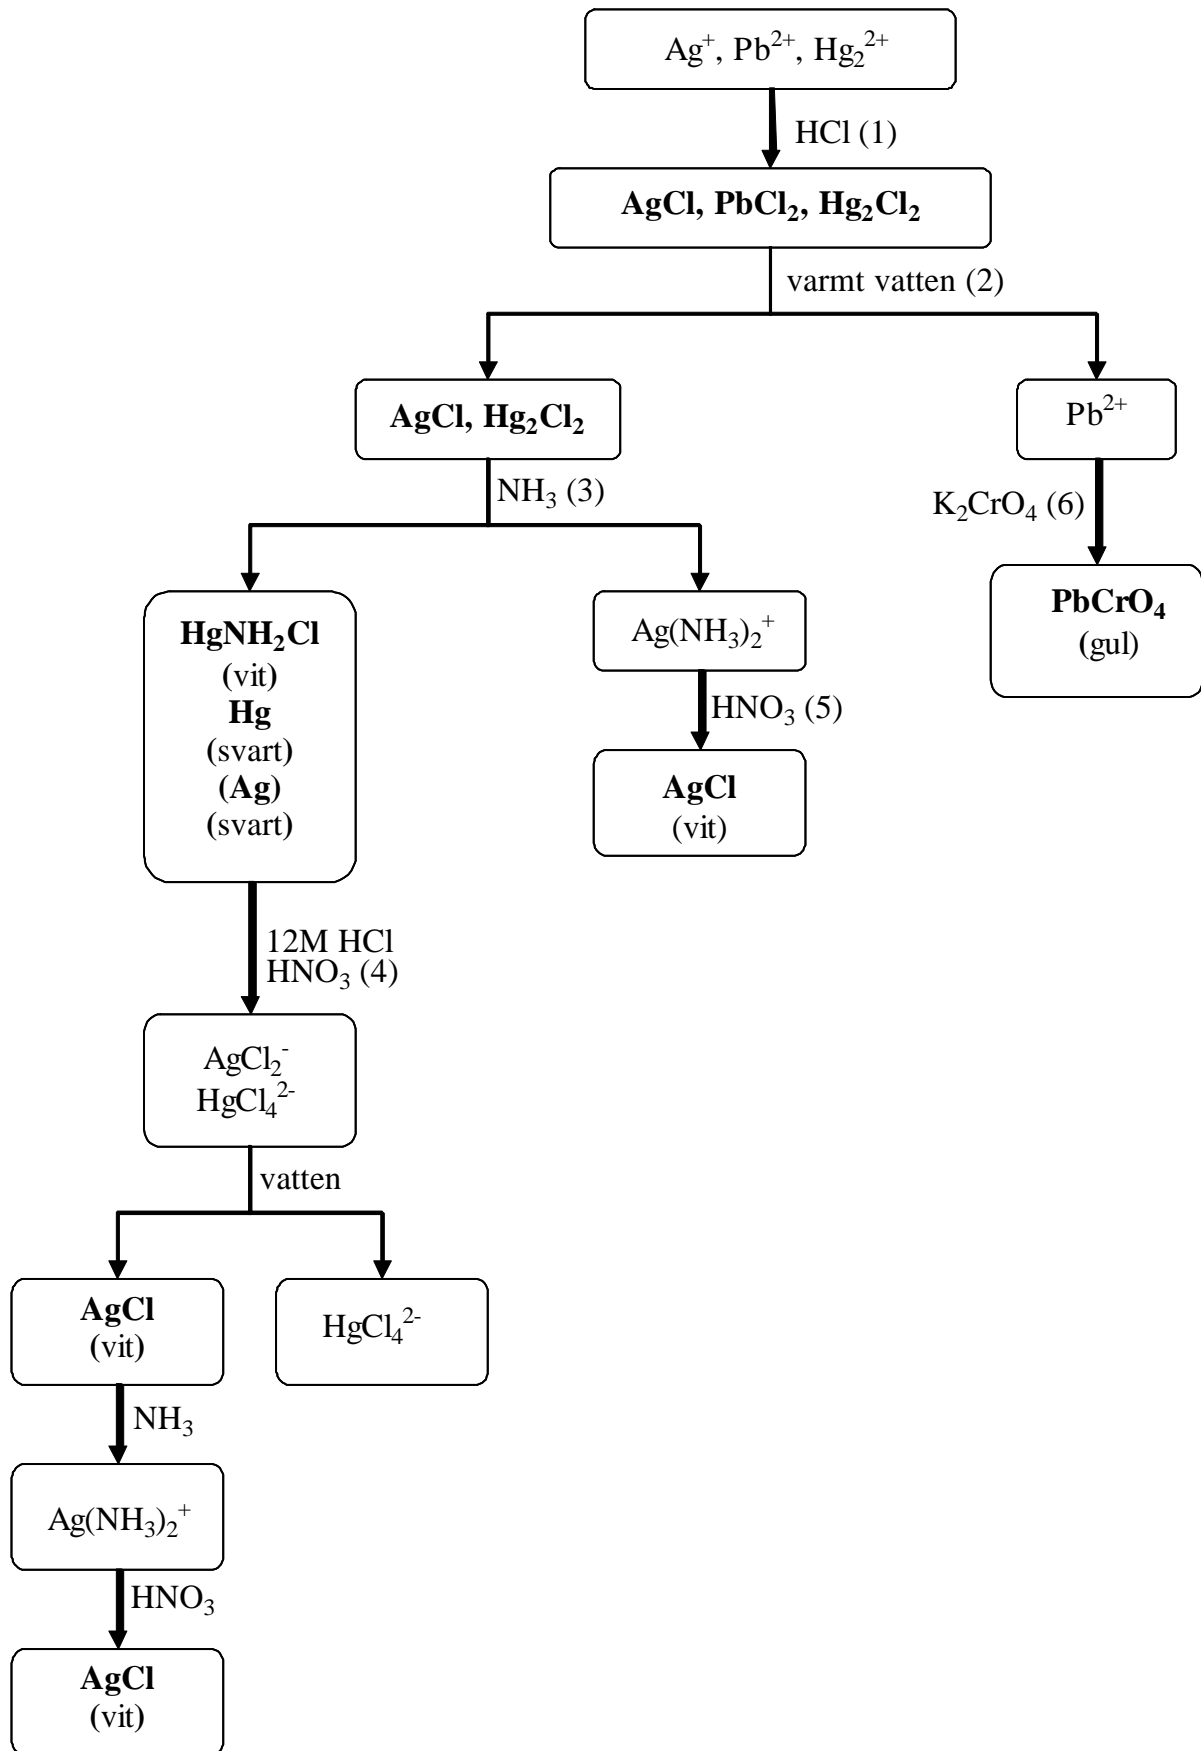 Ag⁺, Pb²⁺, Hg₂²⁺
HCl (1)
AgCl, PbCl₂, Hg₂Cl₂
varmt vatten (2)
AgCl, Hg₂Cl₂
Pb²⁺
NH₃ (3)
K₂CrO₄ (6)
HgNH₂Cl
(vit)
Hg
(svart)
(Ag)
(svart)
Ag(NH₃)₂⁺
HNO₃ (5)
AgCl
(vit)
PbCrO₄
(gul)
12M HCl
HNO₃ (4)
AgCl₂⁻
HgCl₄²⁻
vatten
AgCl
(vit)
HgCl₄²⁻
NH₃
Ag(NH₃)₂⁺
HNO₃
AgCl
(vit)